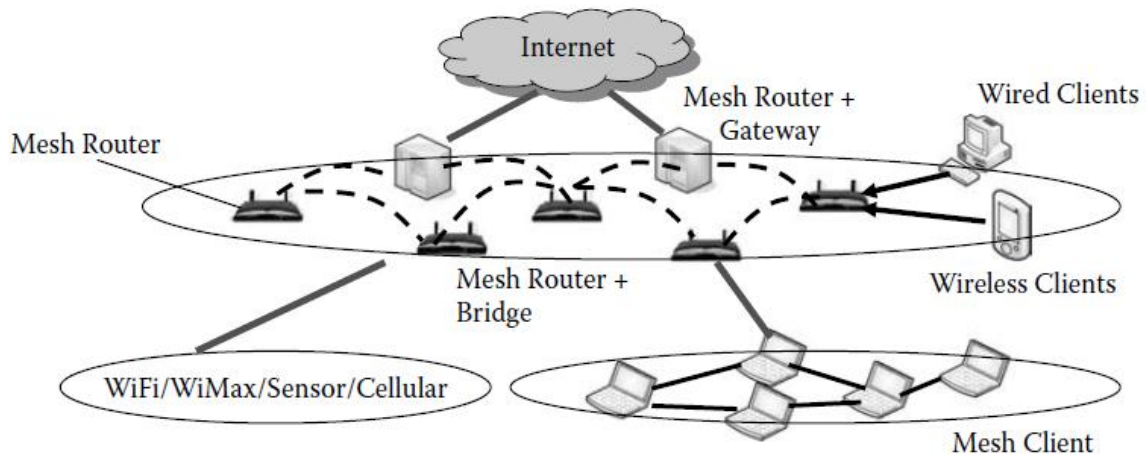 Internet
Mesh Router +
Gateway
Wired Clients
Mesh Router
Mesh Router +
Bridge
Wireless Clients
WiFi/WiMax/Sensor/Cellular
Mesh Client